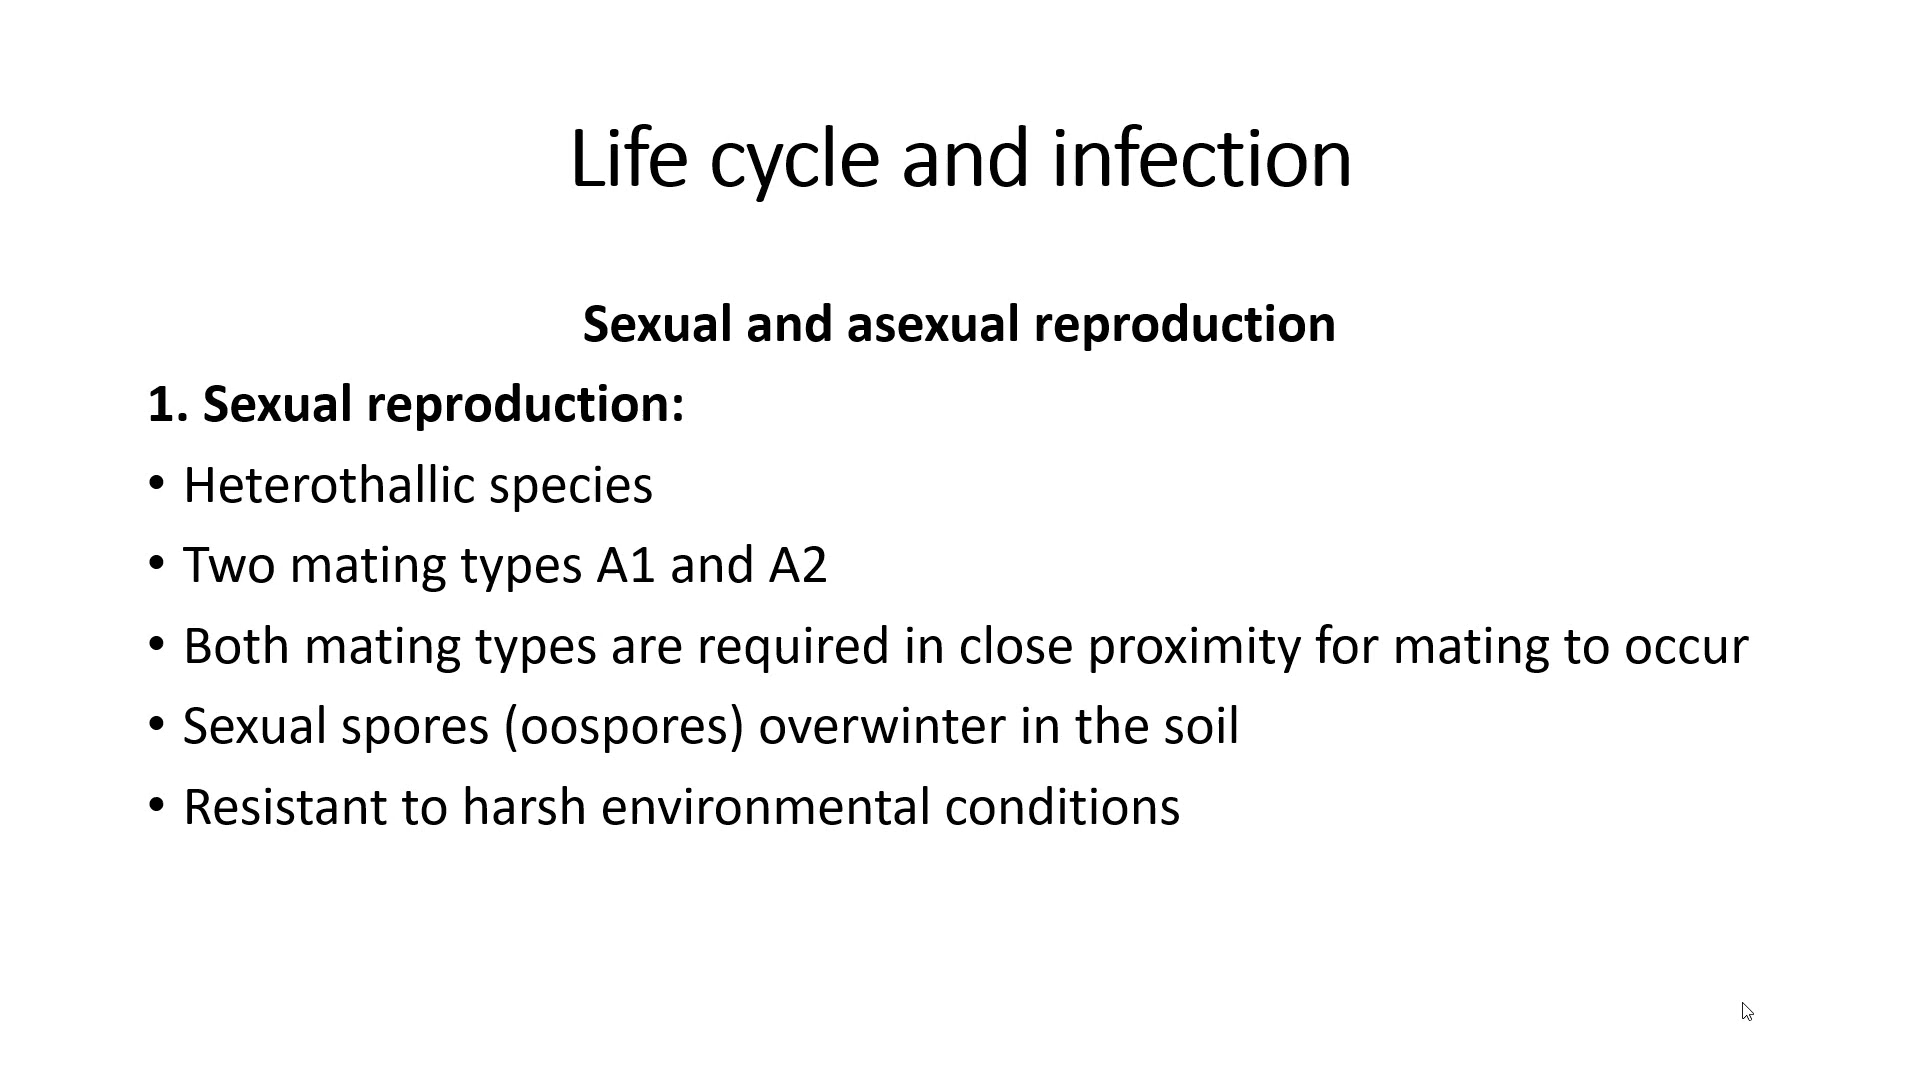 Life cycle and infection
Sexual and asexual reproduction
1. Sexual reproduction:
• Heterothallic species
• Two mating types A1 and A2
• Both mating types are required in close proximity for mating to occur
• Sexual spores (oospores) overwinter in the soil
• Resistant to harsh environmental conditions